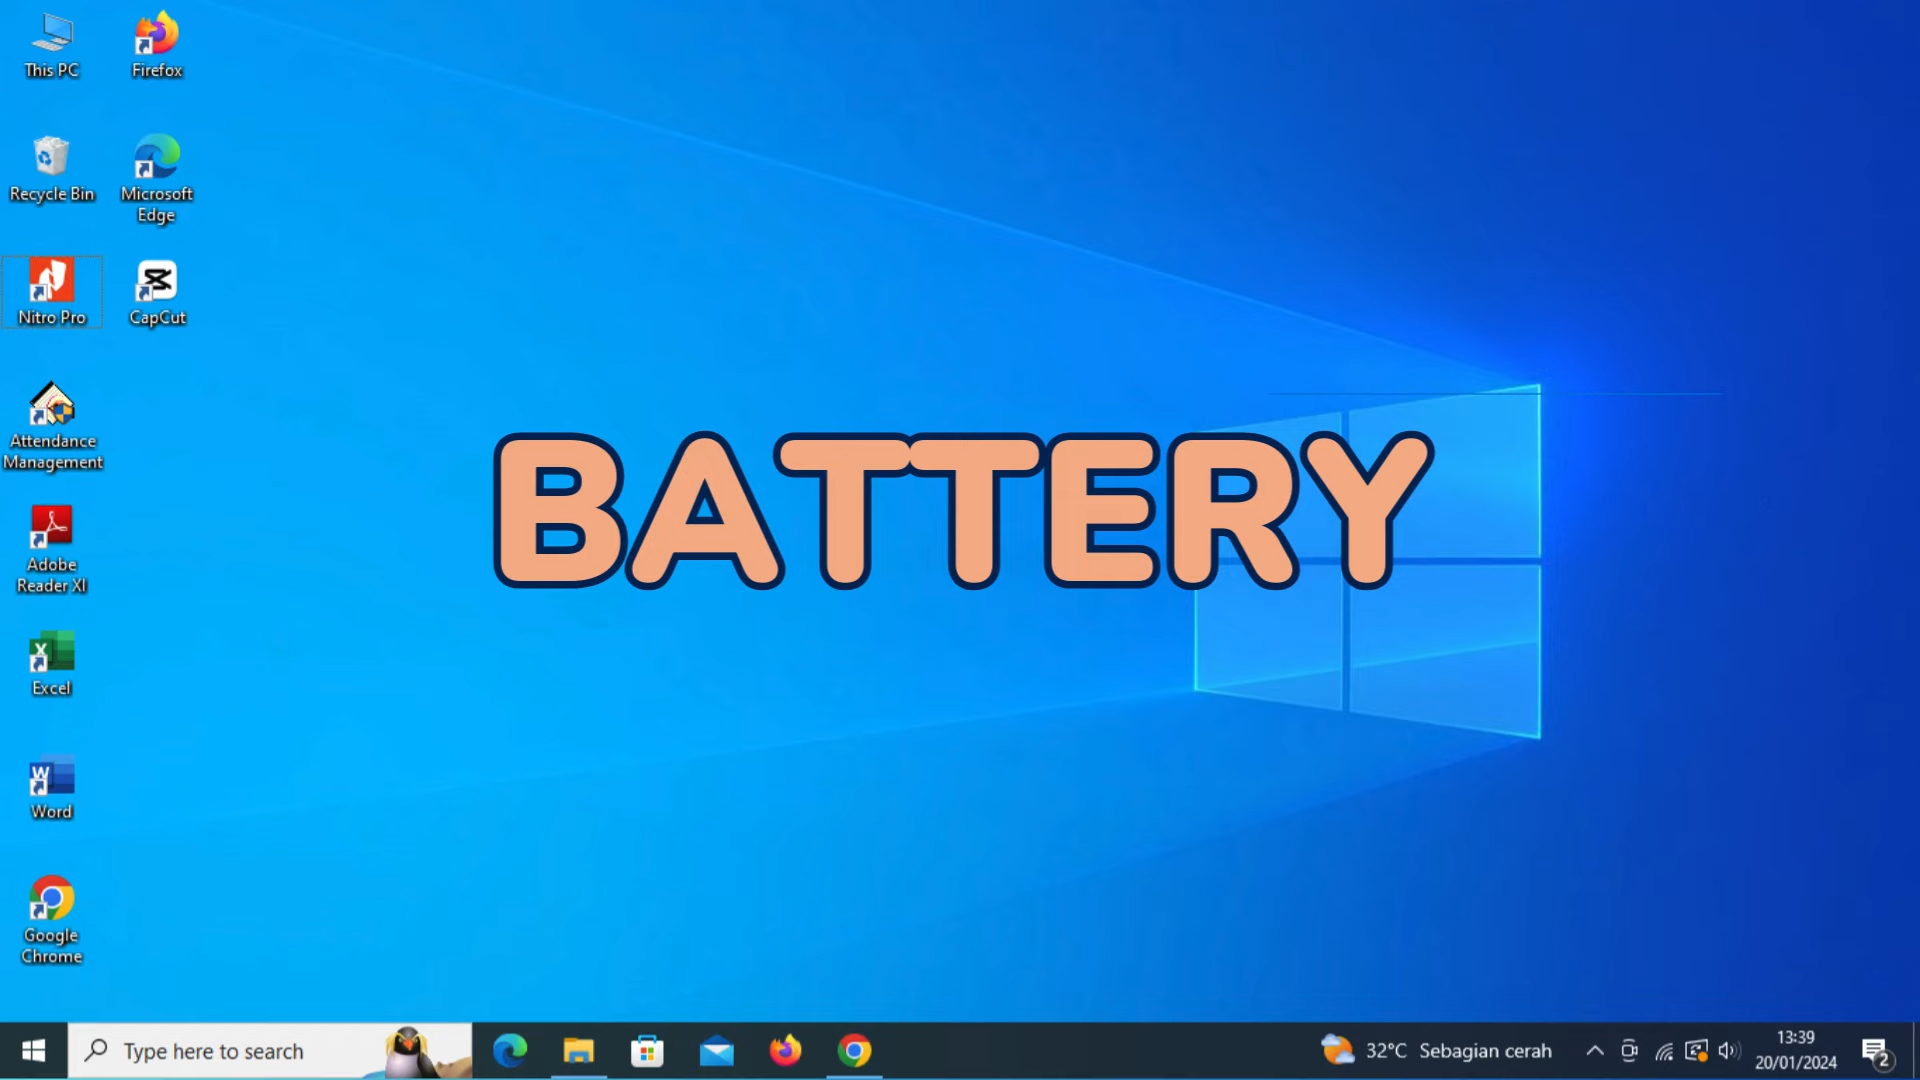 This PC
Firefox
Recycle Bin
Microsoft
Edge
Nitro Pro
CapCut
Attendance
Management
BATTERY
Adobe
Reader XI
Excel
Word
Google
Chrome
Type here to search
32°C Sebagian cerah
13:39
20/01/2024
2